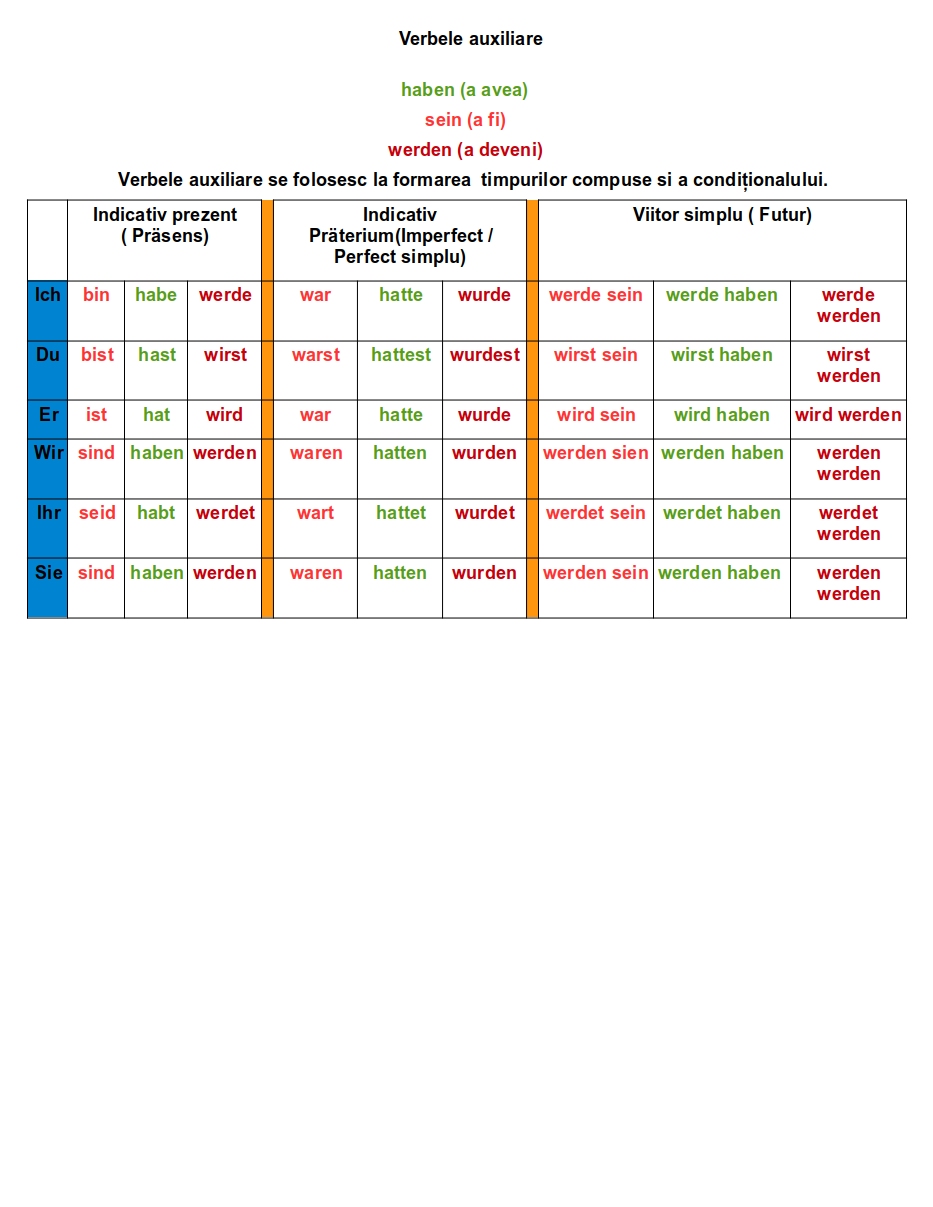 Verbele auxiliare
haben (a avea)
sein (a fi)
werden (a deveni)
Verbele auxiliare se folosesc la formarea  timpurilor compuse si a condiționalului.
Indicativ prezent
( Präsens)
Indicativ
Präterium(Imperfect /
Perfect simplu)
Viitor simplu ( Futur)
Ich bin habe werde war hatte wurde werde sein werde haben werde
werden
Du bist hast wirst warst hattest wurdest wirst sein wirst haben wirst
werden
Er ist hat wird war hatte wurde wird sein wird haben wird werden
Wir sind haben werden waren hatten wurden werden sien werden haben werden
werden
Ihr seid habt werdet wart hattet wurdet werdet sein werdet haben werdet
werden
Sie sind haben werden waren hatten wurden werden sein werden haben werden
werden